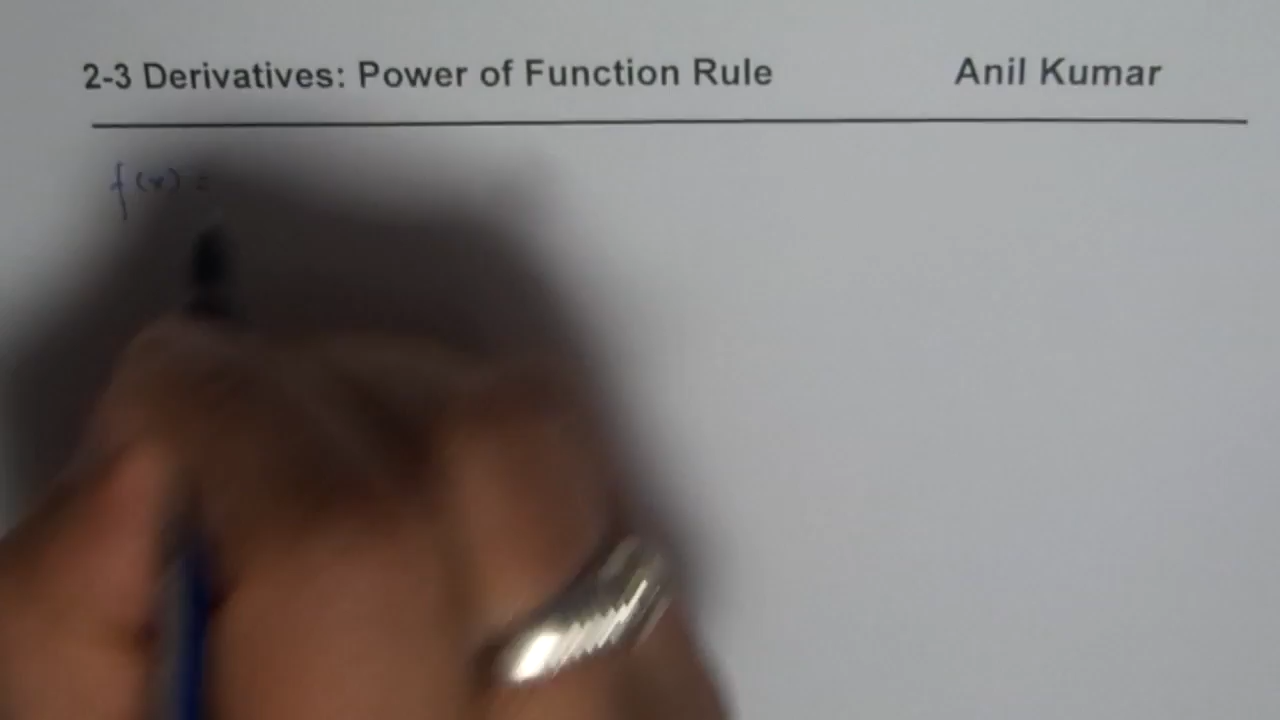 2-3 Derivatives: Power of Function Rule Anil Kumar
f(x) =